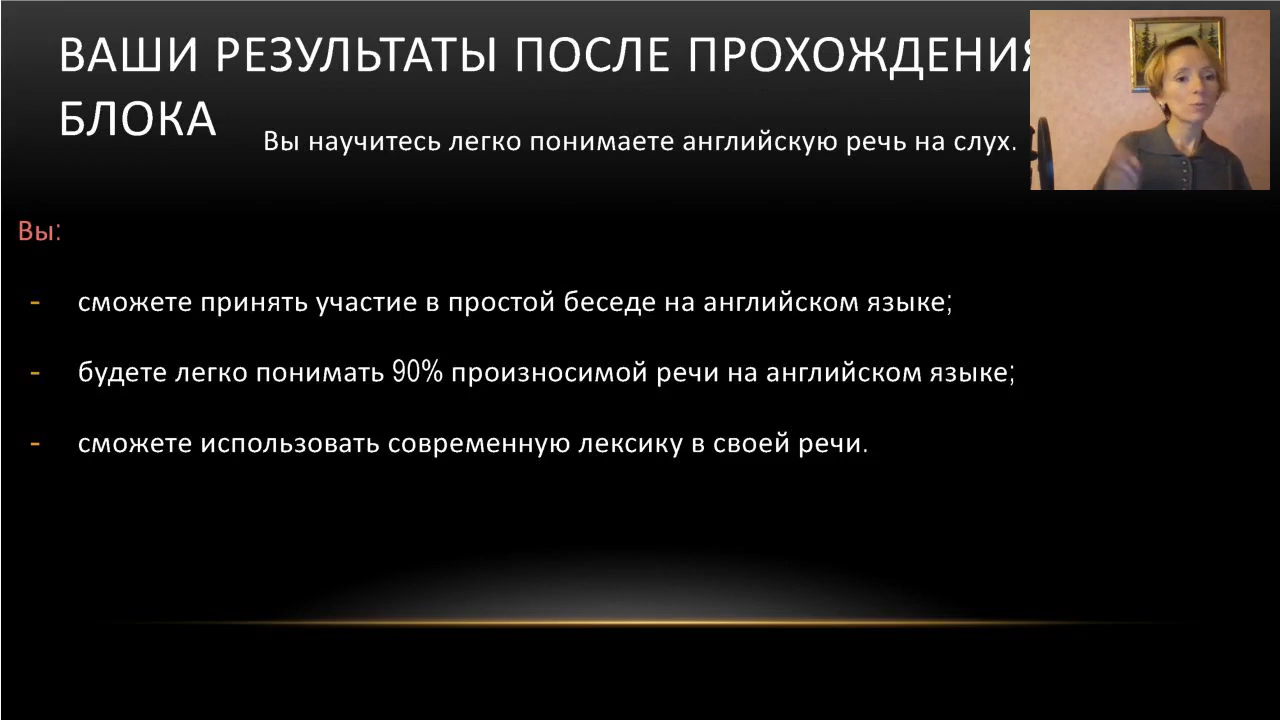 ВАШИ РЕЗУЛЬТАТЫ ПОСЛЕ ПРОХОЖДЕНИЯ
БЛОКА
Вы научитесь легко понимаете английскую речь на слух.
Вы:
- сможете принять участие в простой беседе на английском языке;
- будете легко понимать 90% произносимой речи на английском языке;
- сможете использовать современную лексику в своей речи.